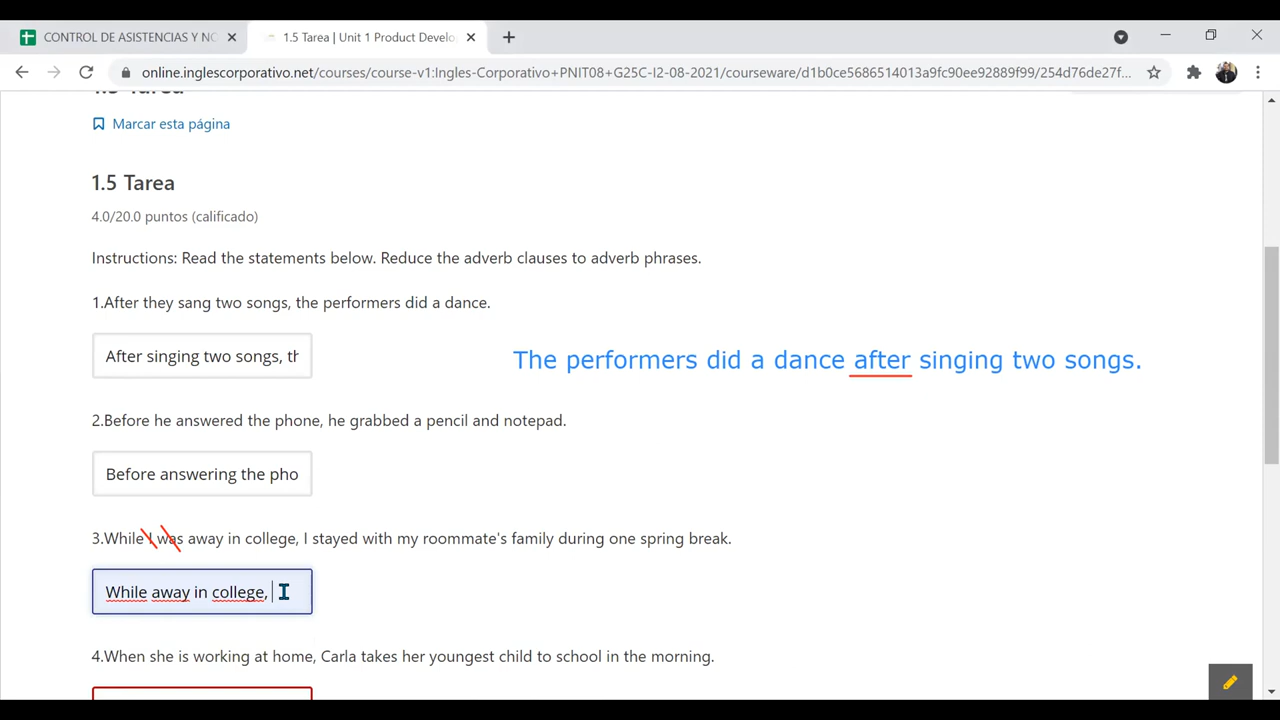 CONTROL DE ASISTENCIAS Y NO
1.5 Tarea | Unit 1 Product Develo
online.inglescorporativo.net/courses/course-v1:Ingles-Corporativo+PNIT08+G25C-I2-08-2021/courseware/d1b0ce5686514013a9fc90ee92889f99/254d76de27f...
1.5 Tarea
Marcar esta página
1.5 Tarea
4.0/20.0 puntos (calificado)
Instructions: Read the statements below. Reduce the adverb clauses to adverb phrases.
1.After they sang two songs, the performers did a dance.
After singing two songs, th
The performers did a dance after singing two songs.
2.Before he answered the phone, he grabbed a pencil and notepad.
Before answering the pho
3.While I was away in college, I stayed with my roommate's family during one spring break.
While away in college,
4.When she is working at home, Carla takes her youngest child to school in the morning.